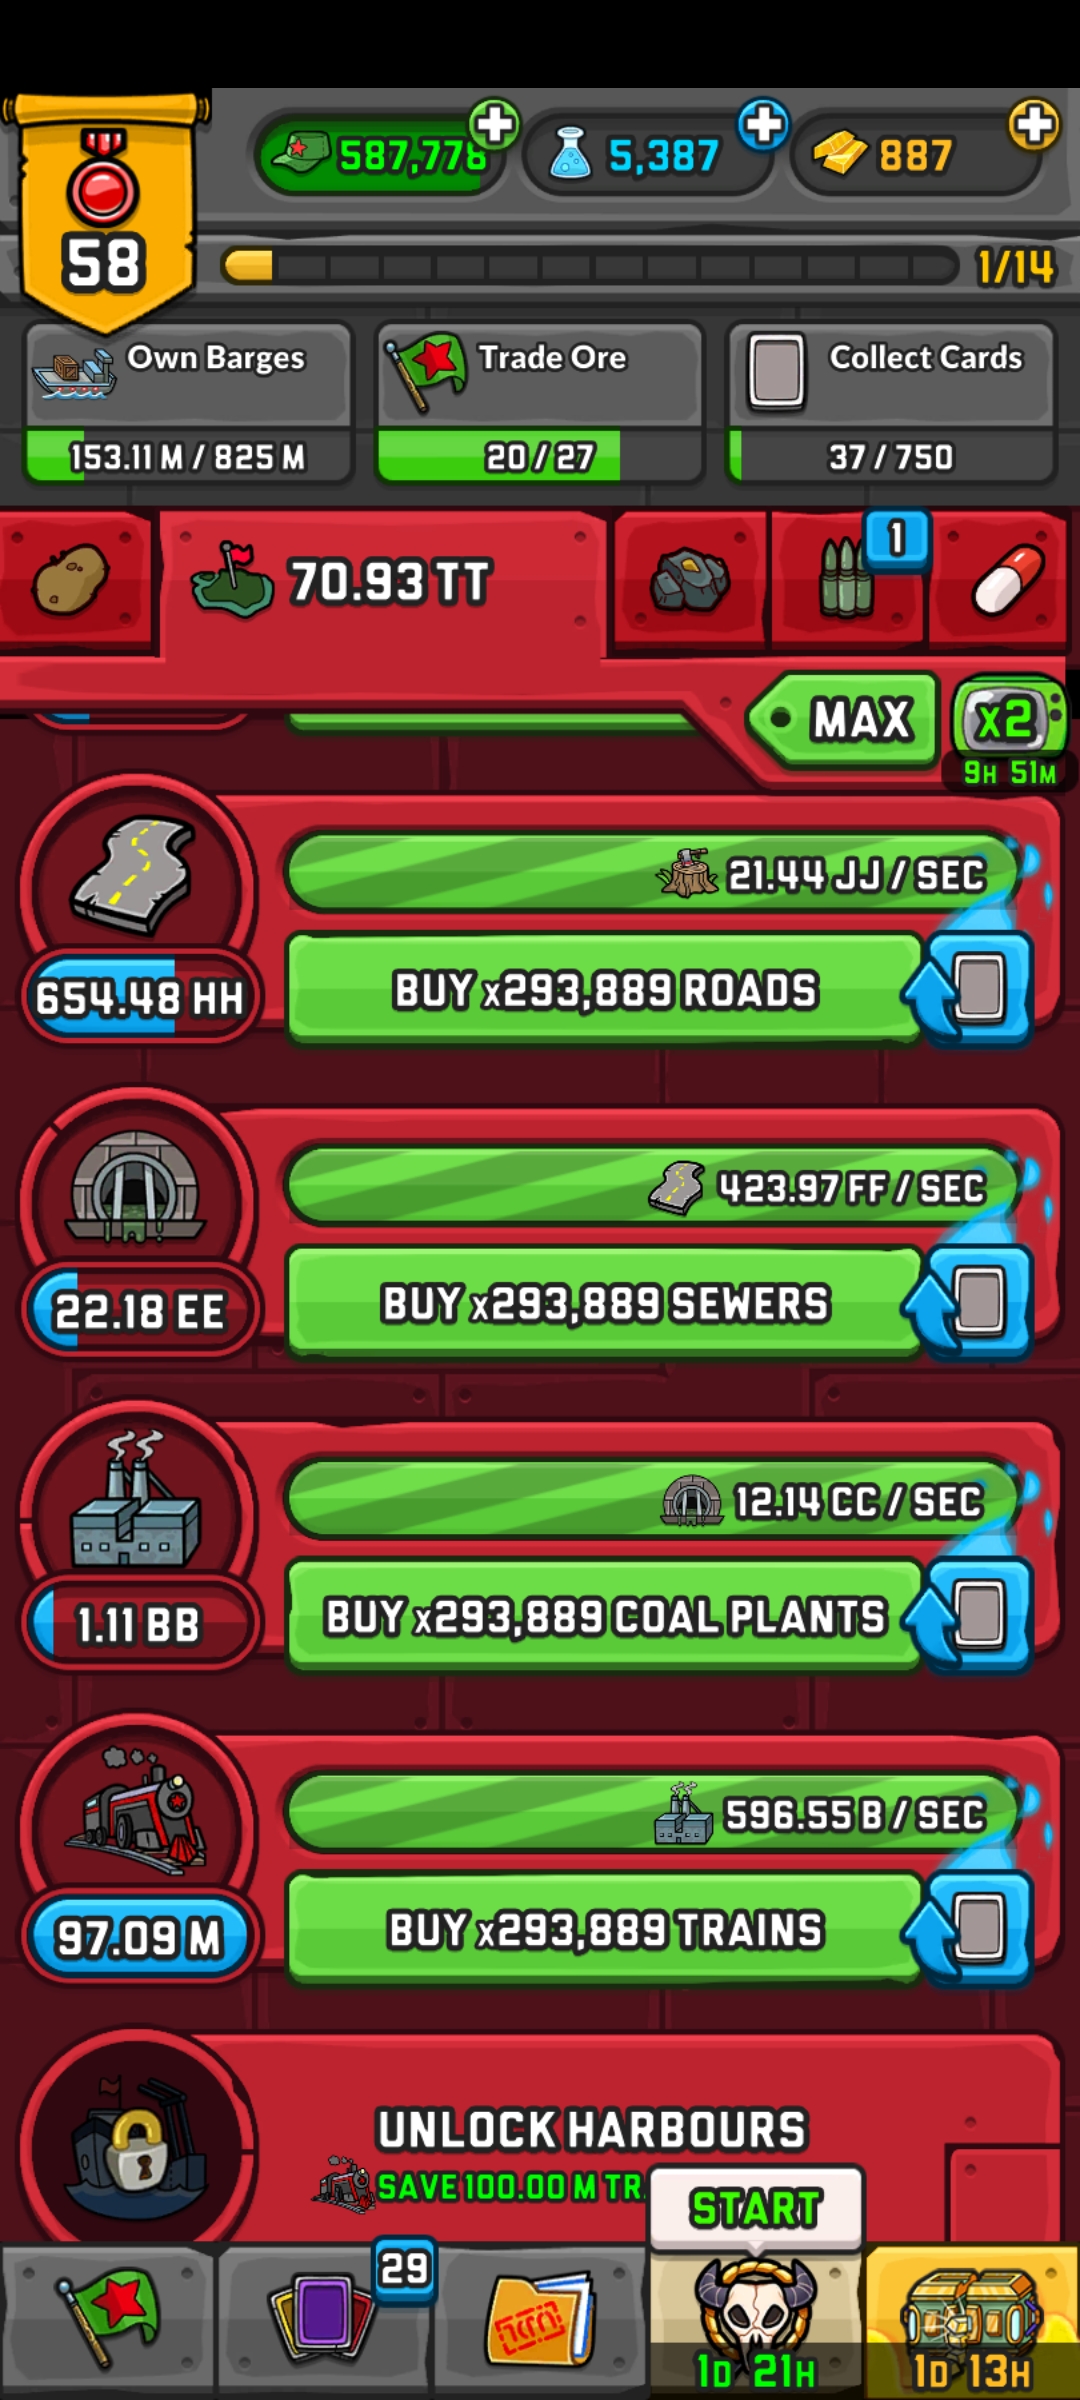 587,778
5,387
887
58
1/14
Own Barges
Trade Ore
Collect Cards
153.11 M / 825 M
20 / 27
37 / 750
70.93 TT
1
MAX
x2
9H 51M
21.44 JJ / SEC
654.48 HH
BUY x293,889 ROADS
423.97 FF / SEC
22.18 EE
BUY x293,889 SEWERS
12.14 CC / SEC
1.11 BB
BUY x293,889 COAL PLANTS
596.55 B / SEC
97.09 M
BUY x293,889 TRAINS
UNLOCK HARBOURS
SAVE 100.00 M TR
START
29
1D 21H
1D 13H